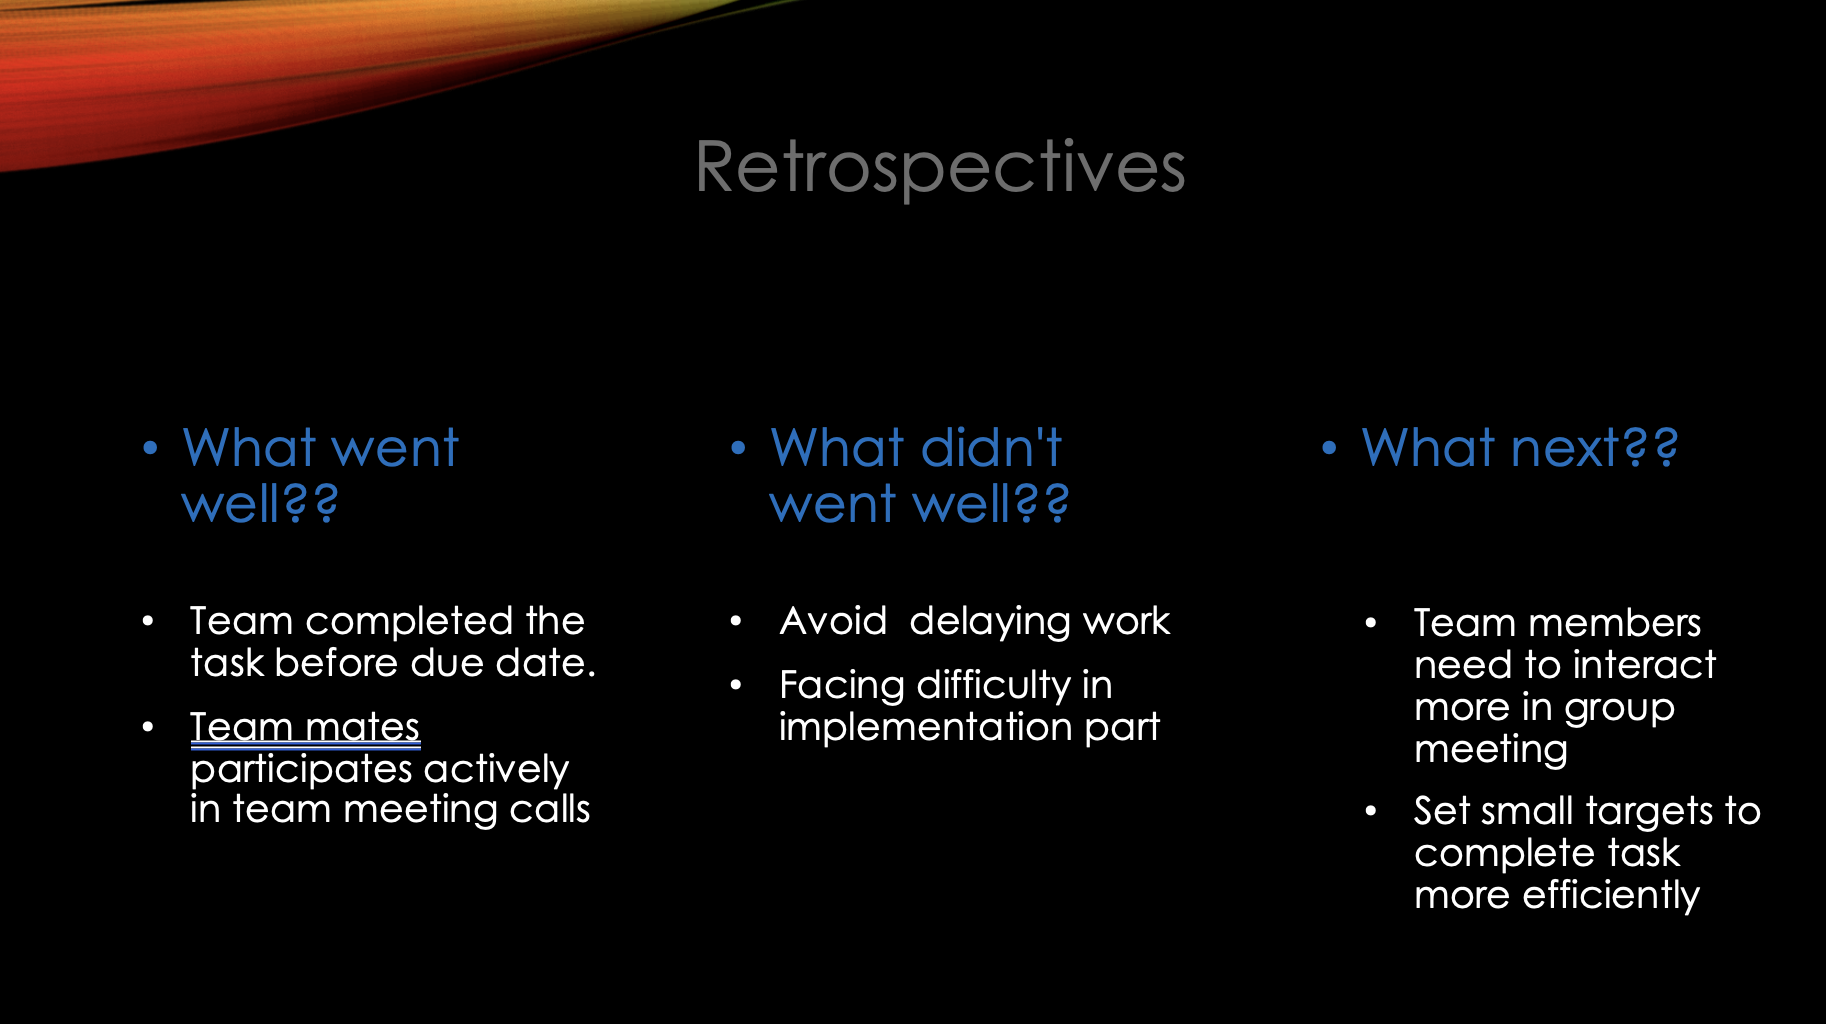 Retrospectives
• What went
well??
• Team completed the
task before due date.
• Team mates
participates actively
in team meeting calls
• What didn't
went well??
• Avoid  delaying work
• Facing difficulty in
implementation part
• What next??
• Team members
need to interact
more in group
meeting
• Set small targets to
complete task
more efficiently